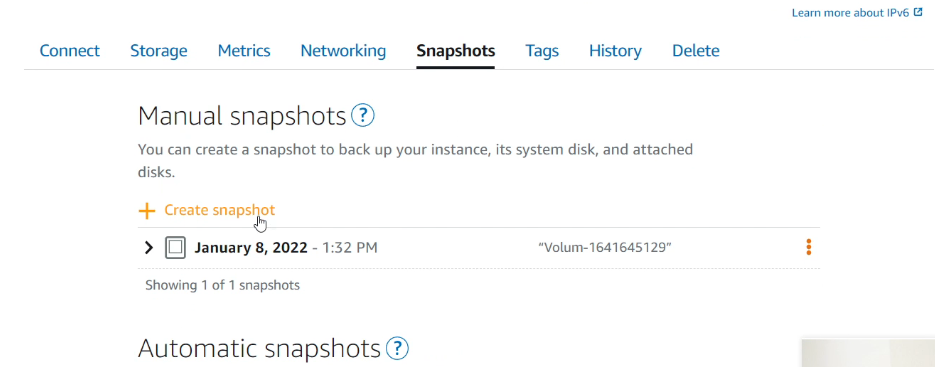 Learn more about IPv6
Connect Storage Metrics Networking Snapshots Tags History Delete
Manual snapshots ?
You can create a snapshot to back up your instance, its system disk, and attached
disks.
+ Create snapshot
January 8, 2022 - 1:32 PM "Volum-1641645129"
Showing 1 of 1 snapshots
Automatic snapshots ?